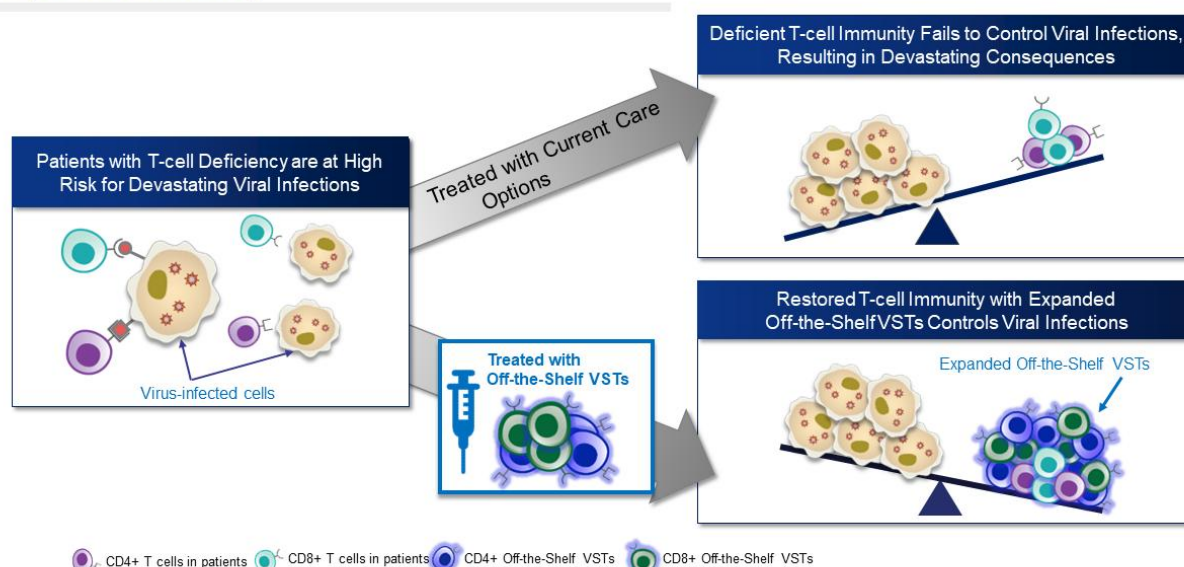 Patients with T-cell Deficiency are at High
Risk for Devastating Viral Infections
Virus-infected cells
Treated with Current Care
Options
Treated with
Off-the-Shelf VSTs
Deficient T-cell Immunity Fails to Control Viral Infections,
Resulting in Devastating Consequences
Restored T-cell Immunity with Expanded
Off-the-Shelf VSTs Controls Viral Infections
Expanded Off-the-Shelf VSTs
CD4+ T cells in patients
CD8+ T cells in patients
CD4+ Off-the-Shelf VSTs
CD8+ Off-the-Shelf VSTs